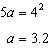 5a = 4²
a = 3.2